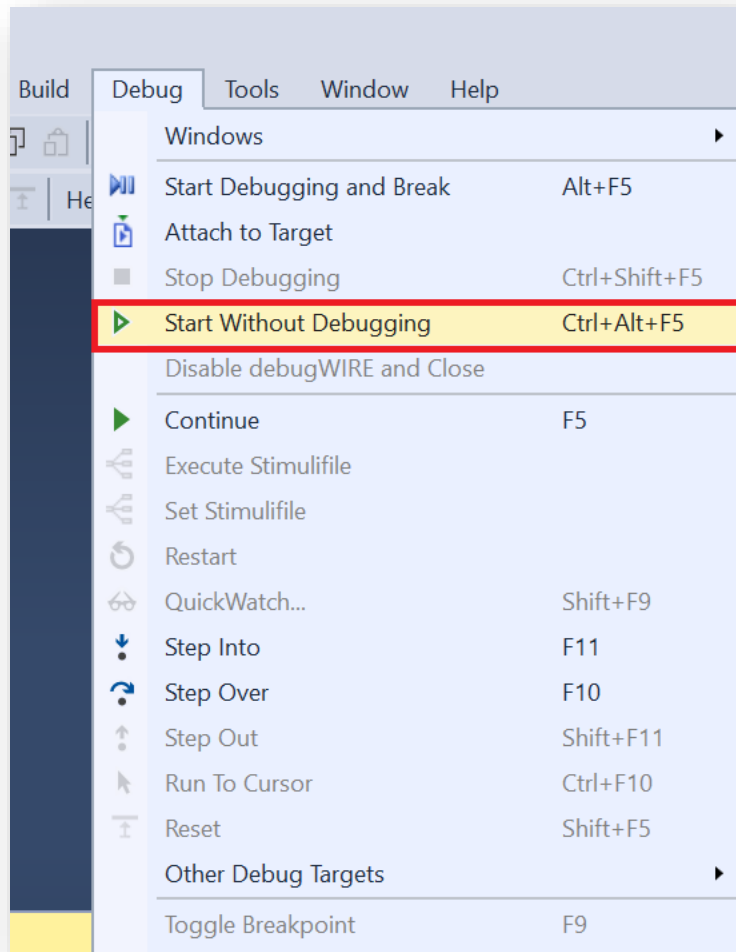 Build Debug Tools Window Help
He
Windows
Start Debugging and Break Alt+F5
Attach to Target
Stop Debugging Ctrl+Shift+F5
Start Without Debugging Ctrl+Alt+F5
Disable debugWIRE and Close
Continue F5
Execute Stimulifile
Set Stimulifile
Restart
QuickWatch... Shift+F9
Step Into F11
Step Over F10
Step Out Shift+F11
Run To Cursor Ctrl+F10
Reset Shift+F5
Other Debug Targets
Toggle Breakpoint F9